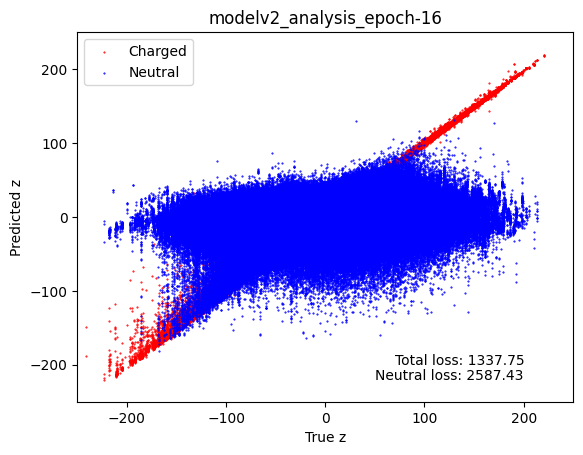 modelv2_analysis_epoch-16
Charged
Neutral
Predicted z
200
100
0
−100
−200
Total loss: 1337.75
Neutral loss: 2587.43
−200
−100
0
100
200
True z